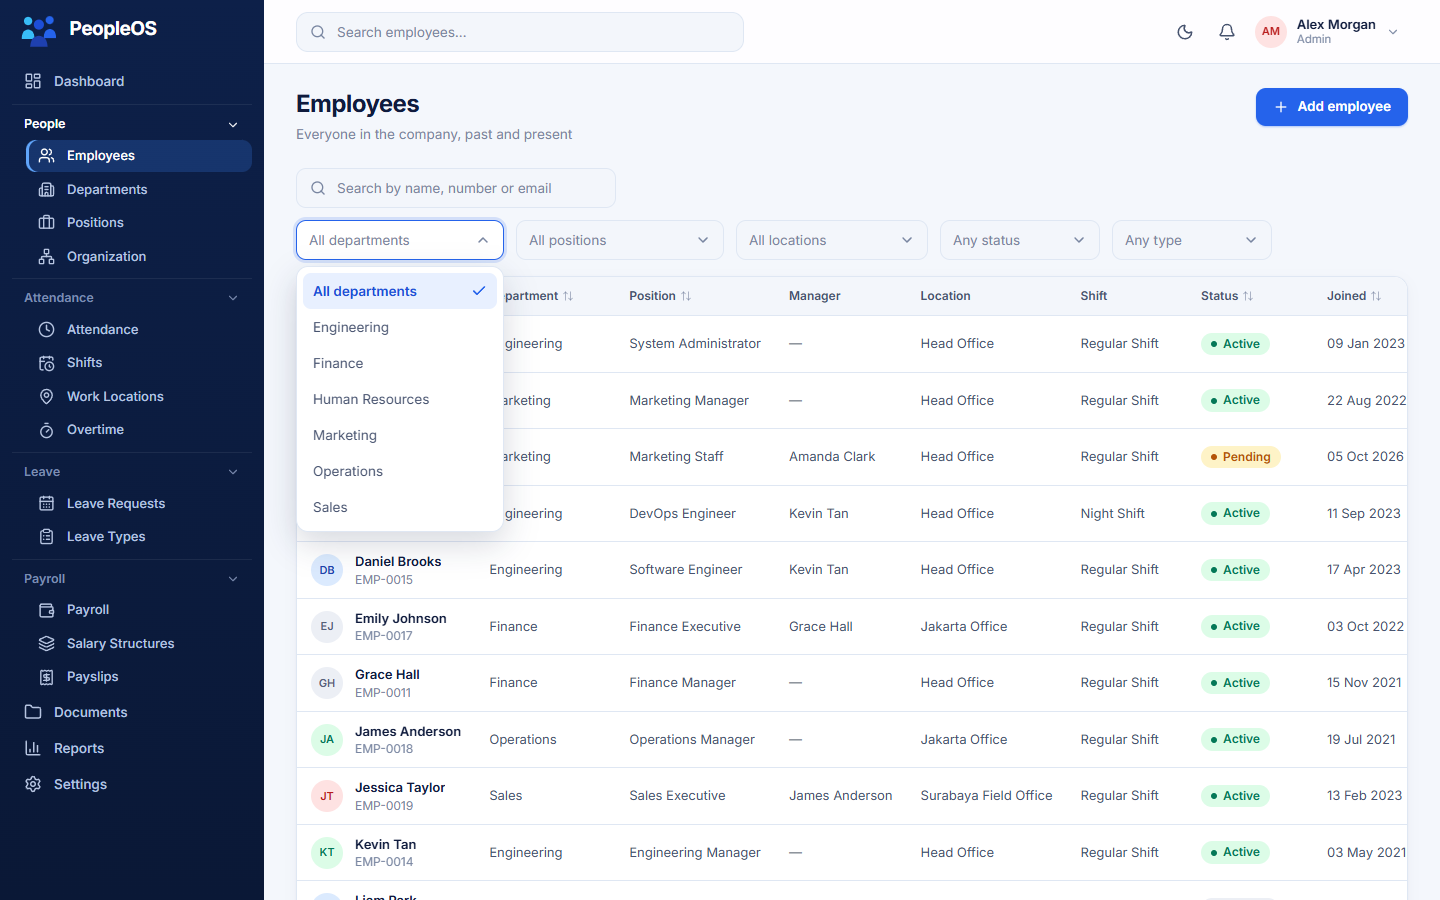 PeopleOS
Dashboard
People
Employees
Departments
Positions
Organization
Attendance
Attendance
Shifts
Work Locations
Overtime
Leave
Leave Requests
Leave Types
Payroll
Payroll
Salary Structures
Payslips
Documents
Reports
Settings
Search employees...
AM
Alex Morgan
Admin
Employees
Everyone in the company, past and present
Add employee
Search by name, number or email
All departments
All positions
All locations
Any status
Any type
All departments
Engineering
Finance
Human Resources
Marketing
Operations
Sales
partment Position Manager Location Shift Status Joined
gineering System Administrator — Head Office Regular Shift Active 09 Jan 2023
arketing Marketing Manager — Head Office Regular Shift Active 22 Aug 2022
arketing Marketing Staff Amanda Clark Head Office Regular Shift Pending 05 Oct 2026
gineering DevOps Engineer Kevin Tan Head Office Night Shift Active 11 Sep 2023
DB Daniel Brooks Engineering Software Engineer Kevin Tan Head Office Regular Shift Active 17 Apr 2023
EMP-0015
EJ Emily Johnson Finance Finance Executive Grace Hall Jakarta Office Regular Shift Active 03 Oct 2022
EMP-0017
GH Grace Hall Finance Finance Manager — Head Office Regular Shift Active 15 Nov 2021
EMP-0011
JA James Anderson Operations Operations Manager — Jakarta Office Regular Shift Active 19 Jul 2021
EMP-0018
JT Jessica Taylor Sales Sales Executive James Anderson Surabaya Field Office Regular Shift Active 13 Feb 2023
EMP-0019
KT Kevin Tan Engineering Engineering Manager — Head Office Regular Shift Active 03 May 2021
EMP-0014